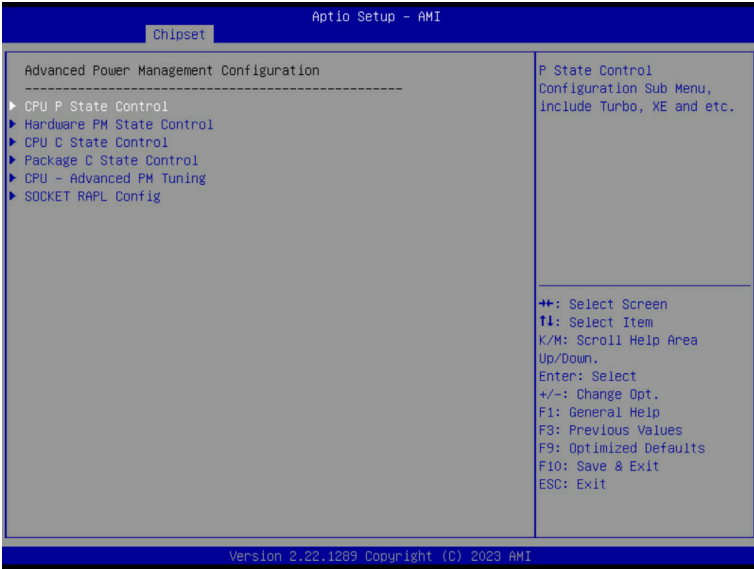 Aptio Setup – AMI
Chipset
Advanced Power Management Configuration
--------------------------------------------------
▶ CPU P State Control
▶ Hardware PM State Control
▶ CPU C State Control
▶ Package C State Control
▶ CPU – Advanced PM Tuning
▶ SOCKET RAPL Config
P State Control
Configuration Sub Menu,
include Turbo, XE and etc.
→←: Select Screen
↑↓: Select Item
K/M: Scroll Help Area
Up/Down.
Enter: Select
+/-: Change Opt.
F1: General Help
F3: Previous Values
F9: Optimized Defaults
F10: Save & Exit
ESC: Exit
Version 2.22.1289 Copyright (C) 2023 AMI